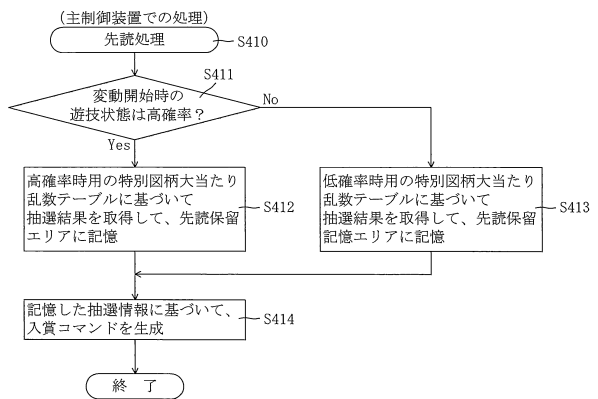 (主制御装置での処理)
先読処理
S410
S411
変動開始時の
遊技状態は高確率？
No
Yes
高確率時用の特別図柄大当たり
乱数テーブルに基づいて
抽選結果を取得して、先読保留
エリアに記憶
S412
低確率時用の特別図柄大当たり
乱数テーブルに基づいて
抽選結果を取得して、先読保留
記憶エリアに記憶
S413
記憶した抽選情報に基づいて、
入賞コマンドを生成
S414
終 了